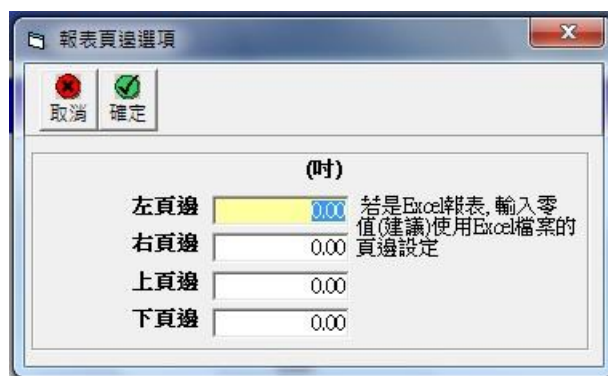 報表頁邊選項
取消 確定
(吋)
左頁邊 0.00
右頁邊 0.00
上頁邊 0.00
下頁邊 0.00
若是Excel報表, 輸入零
值(建議)使用Excel檔案的
頁邊設定